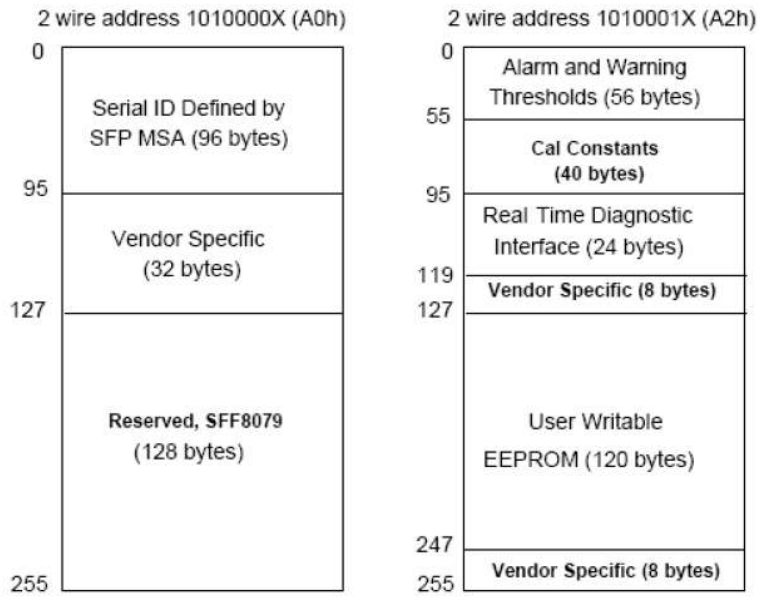 2 wire address 1010000X (A0h)
0
Serial ID Defined by
SFP MSA (96 bytes)
95
Vendor Specific
(32 bytes)
127
Reserved, SFF8079
(128 bytes)
255
2 wire address 1010001X (A2h)
0
Alarm and Warning
Thresholds (56 bytes)
55
Cal Constants
(40 bytes)
95
Real Time Diagnostic
Interface (24 bytes)
119
Vendor Specific (8 bytes)
127
User Writable
EEPROM (120 bytes)
247
Vendor Specific (8 bytes)
255